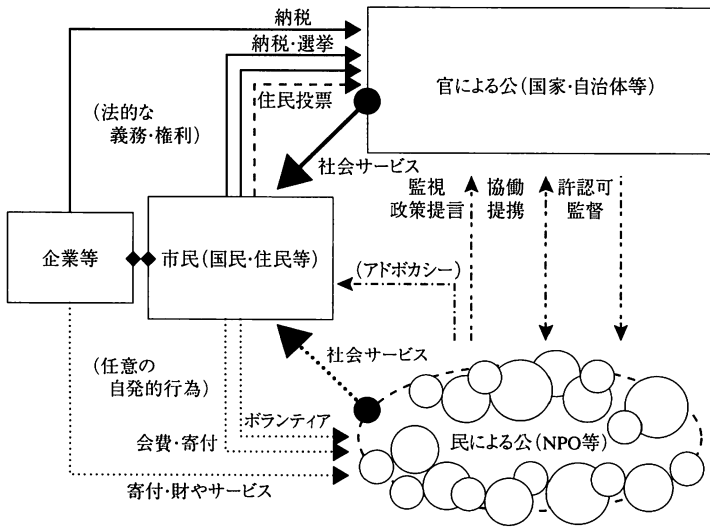 納税
納税・選挙
住民投票
官による公(国家・自治体等)
(法的な
義務・権利)
社会サービス
監視
政策提言
協働
提携
許認可
監督
企業等
市民(国民・住民等)
(アドボカシー)
(任意の
自発的行為)
社会サービス
ボランティア
会費・寄付
民による公(NPO等)
寄付・財やサービス